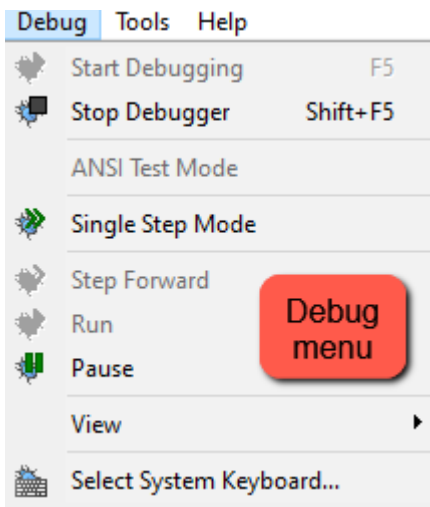 Debug Tools Help
Start Debugging F5
Stop Debugger Shift+F5
ANSI Test Mode
Single Step Mode
Step Forward
Run
Pause
View
Select System Keyboard...
Debug
menu